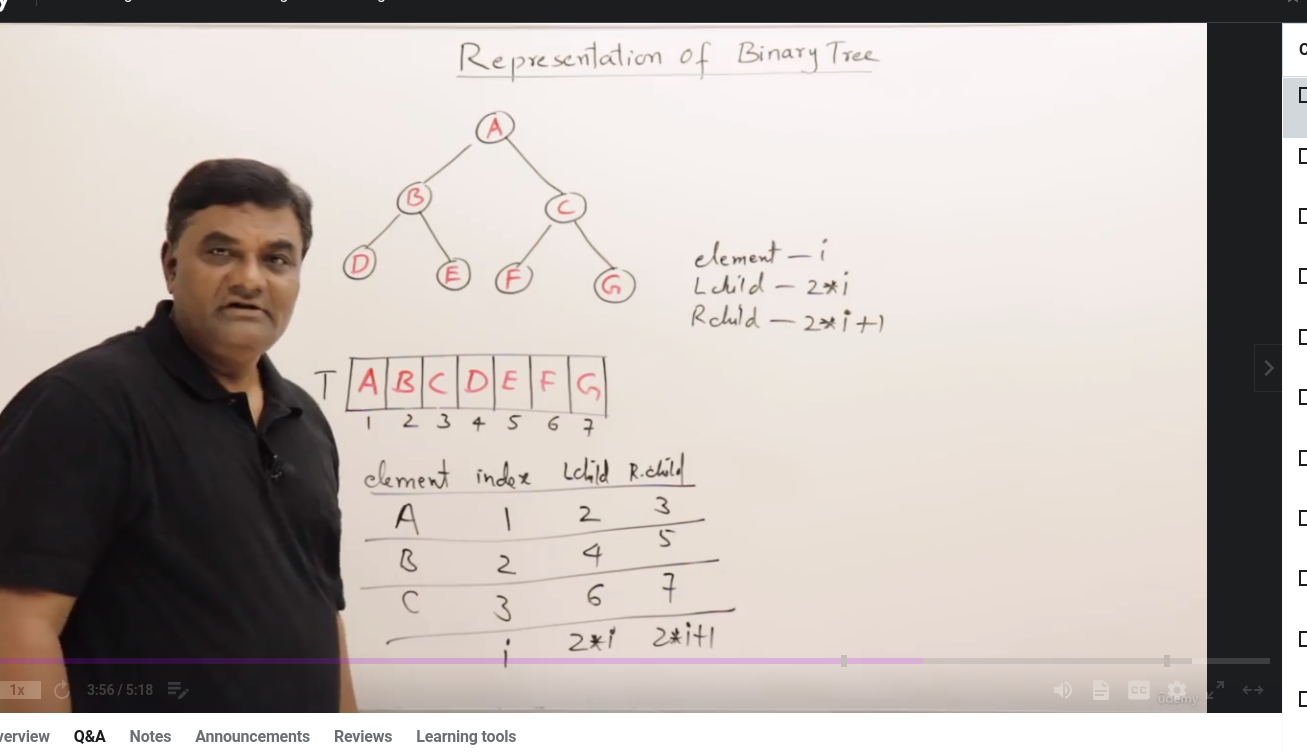 Representation of Binary Tree
A
B
C
D
E
F
G
element — i
Lchild — 2*i
Rchild — 2*i+1
T A B C D E F G
1 2 3 4 5 6 7
element index Lchild R.child
A 1 2 3
B 2 4 5
C 3 6 7
i 2*i 2*i+1
1x 3:56 / 5:18 CC
ûdemy
verview Q&A Notes Announcements Reviews Learning tools